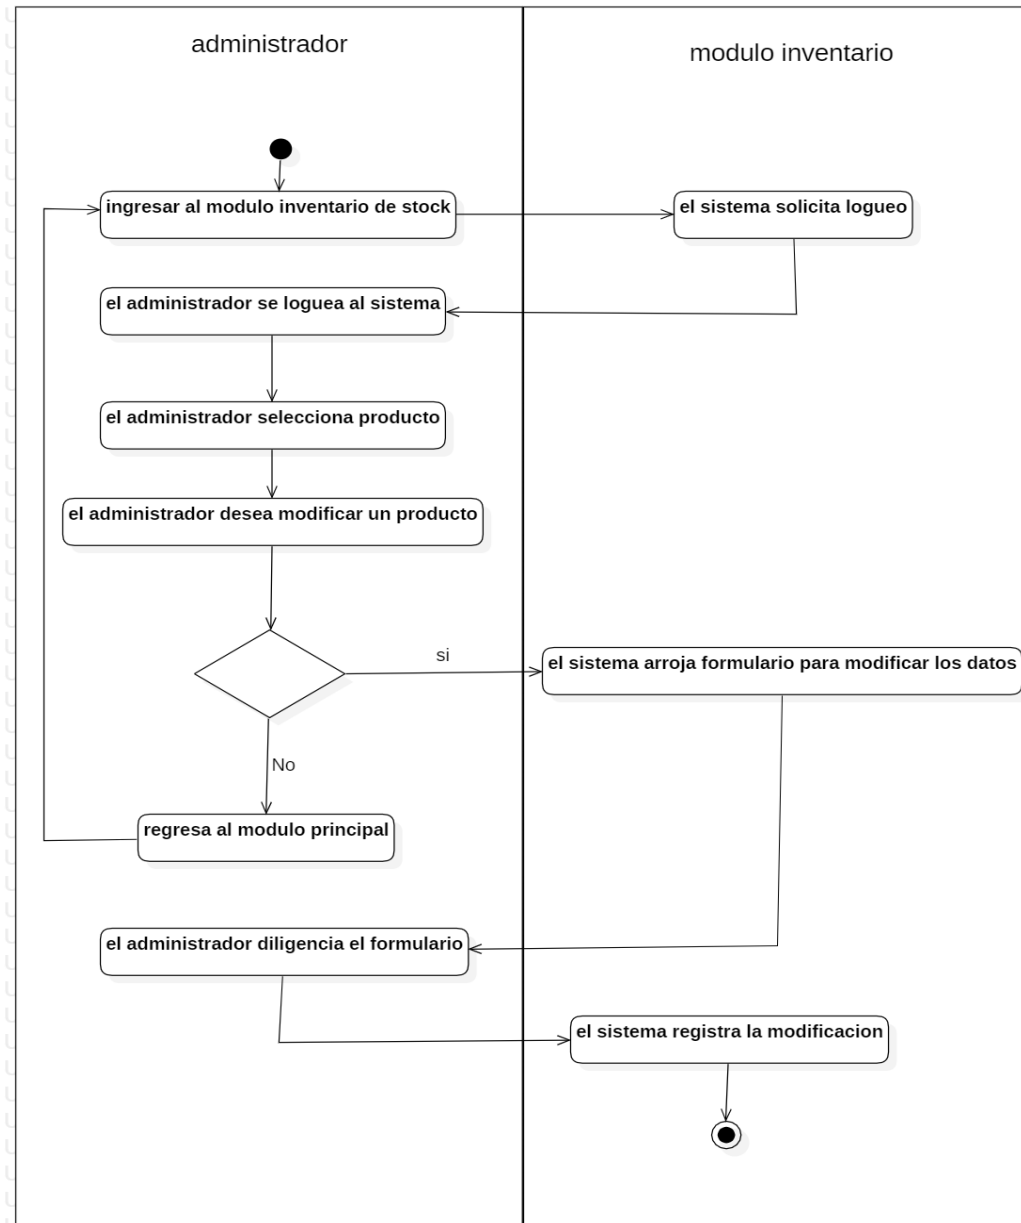 administrador
modulo inventario
ingresar al modulo inventario de stock
el sistema solicita logueo
el administrador se loguea al sistema
el administrador selecciona producto
el administrador desea modificar un producto
si
el sistema arroja formulario para modificar los datos
No
regresa al modulo principal
el administrador diligencia el formulario
el sistema registra la modificacion